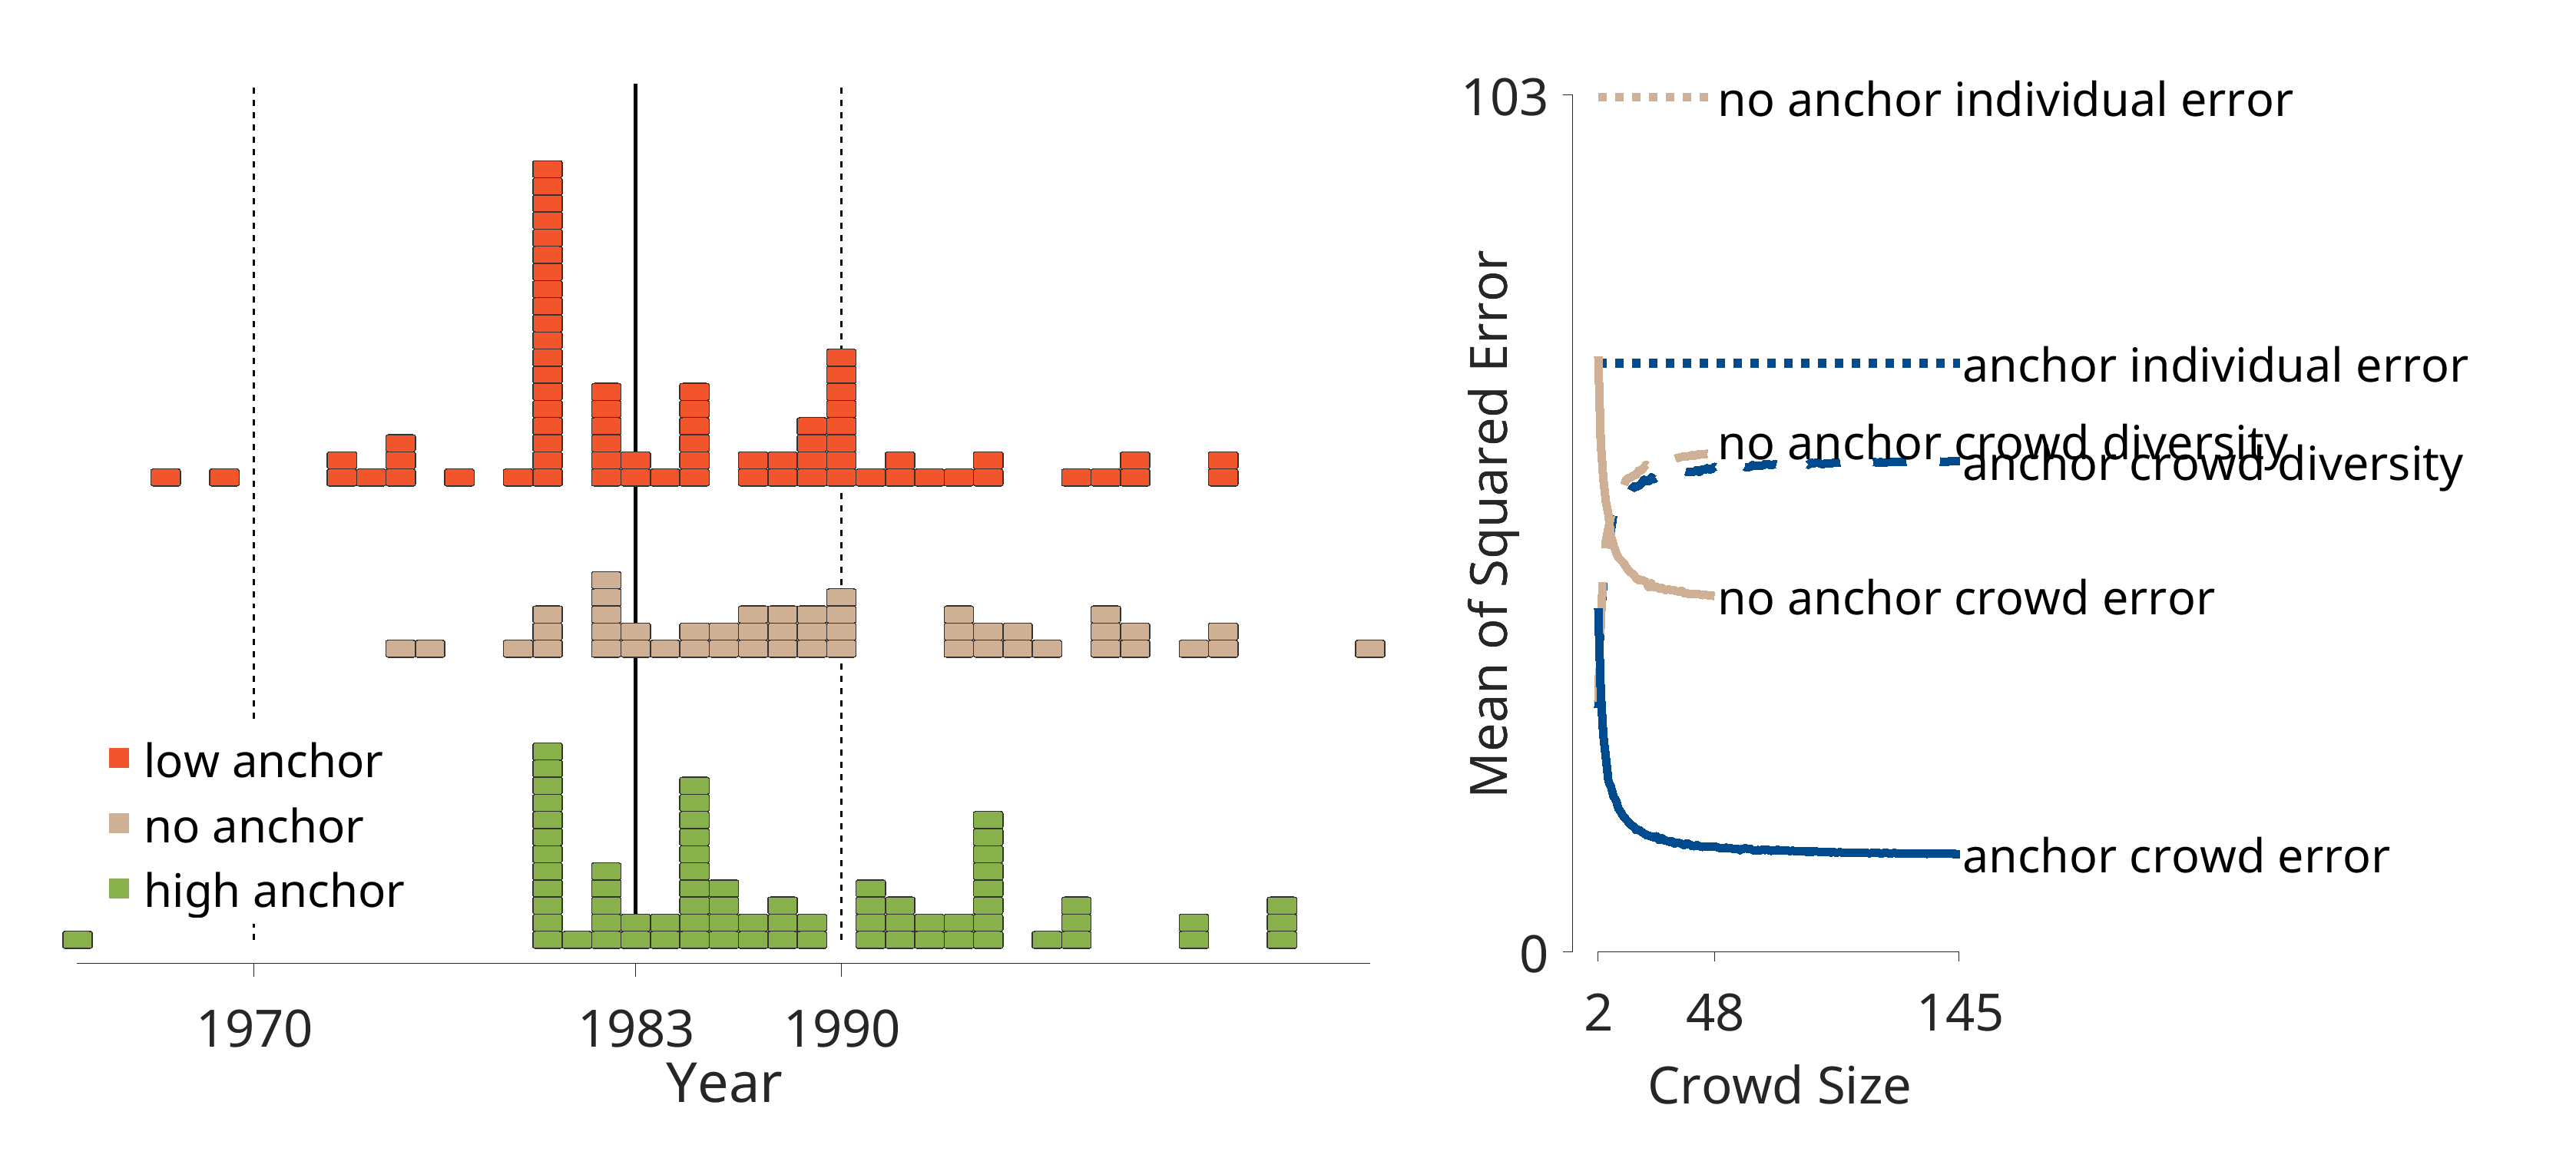 low anchor
no anchor
high anchor
1970
1983
1990
Year
103
0
Mean of Squared Error
no anchor individual error
anchor individual error
no anchor crowd diversity
anchor crowd diversity
no anchor crowd error
anchor crowd error
2
48
145
Crowd Size